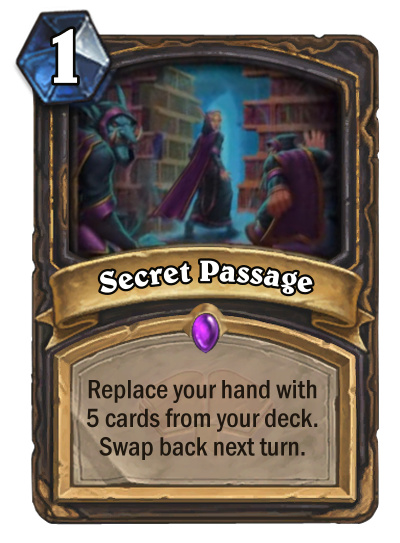 1
Secret Passage
Replace your hand with
5 cards from your deck.
Swap back next turn.